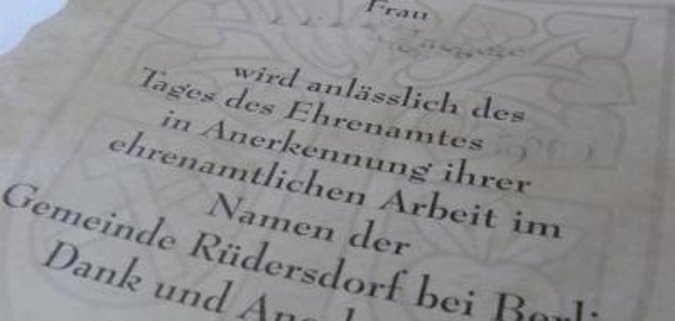 Frau
wird anlässlich des
Tages des Ehrenamtes
in Anerkennung ihrer
ehrenamtlichen Arbeit im
Namen der
Gemeinde Rüdersdorf bei
Dank und